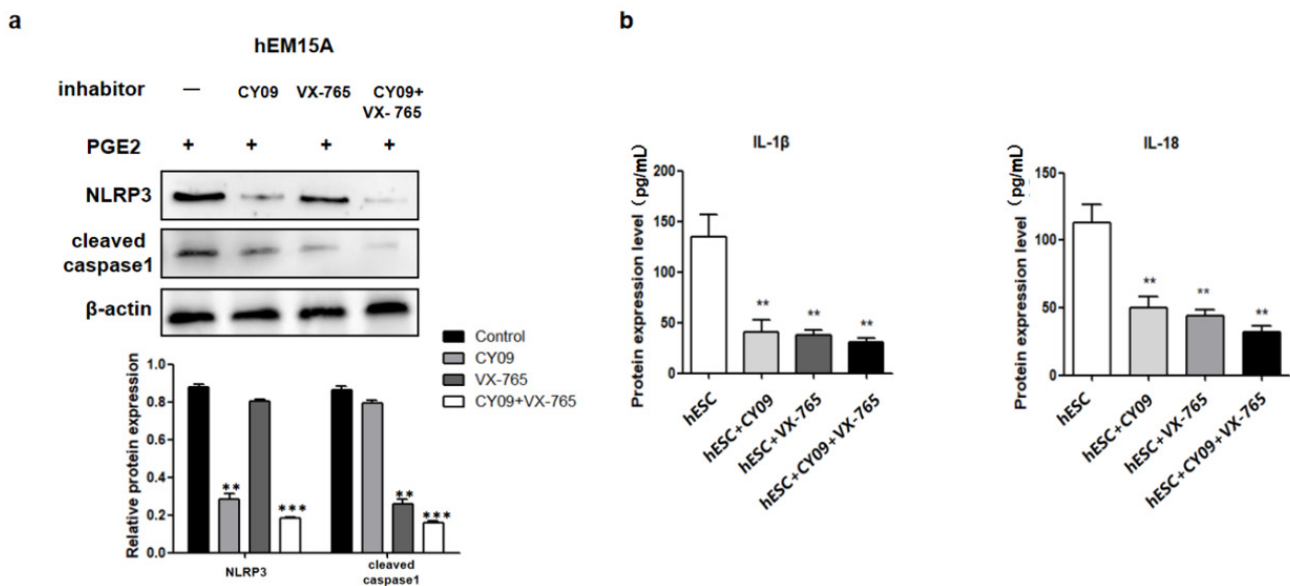 a
hEM15A
inhabitor — CY09 VX-765 CY09+
VX- 765
PGE2 + + + +
NLRP3
cleaved
caspase1
β-actin
Control
CY09
VX-765
CY09+VX-765
Relative protein expression
1.0
0.8
0.6
0.4
0.2
0.0
** *** ** ***
NLRP3
cleaved
caspase1
b
IL-1β
Protein expression level (pg/mL)
200
150
100
50
0
** ** **
hESC
hESC+CY09
hESC+VX-765
hESC+CY09+VX-765
IL-18
Protein expression level (pg/mL)
150
100
50
0
** ** **
hESC
hESC+CY09
hESC+VX-765
hESC+CY09+VX-765